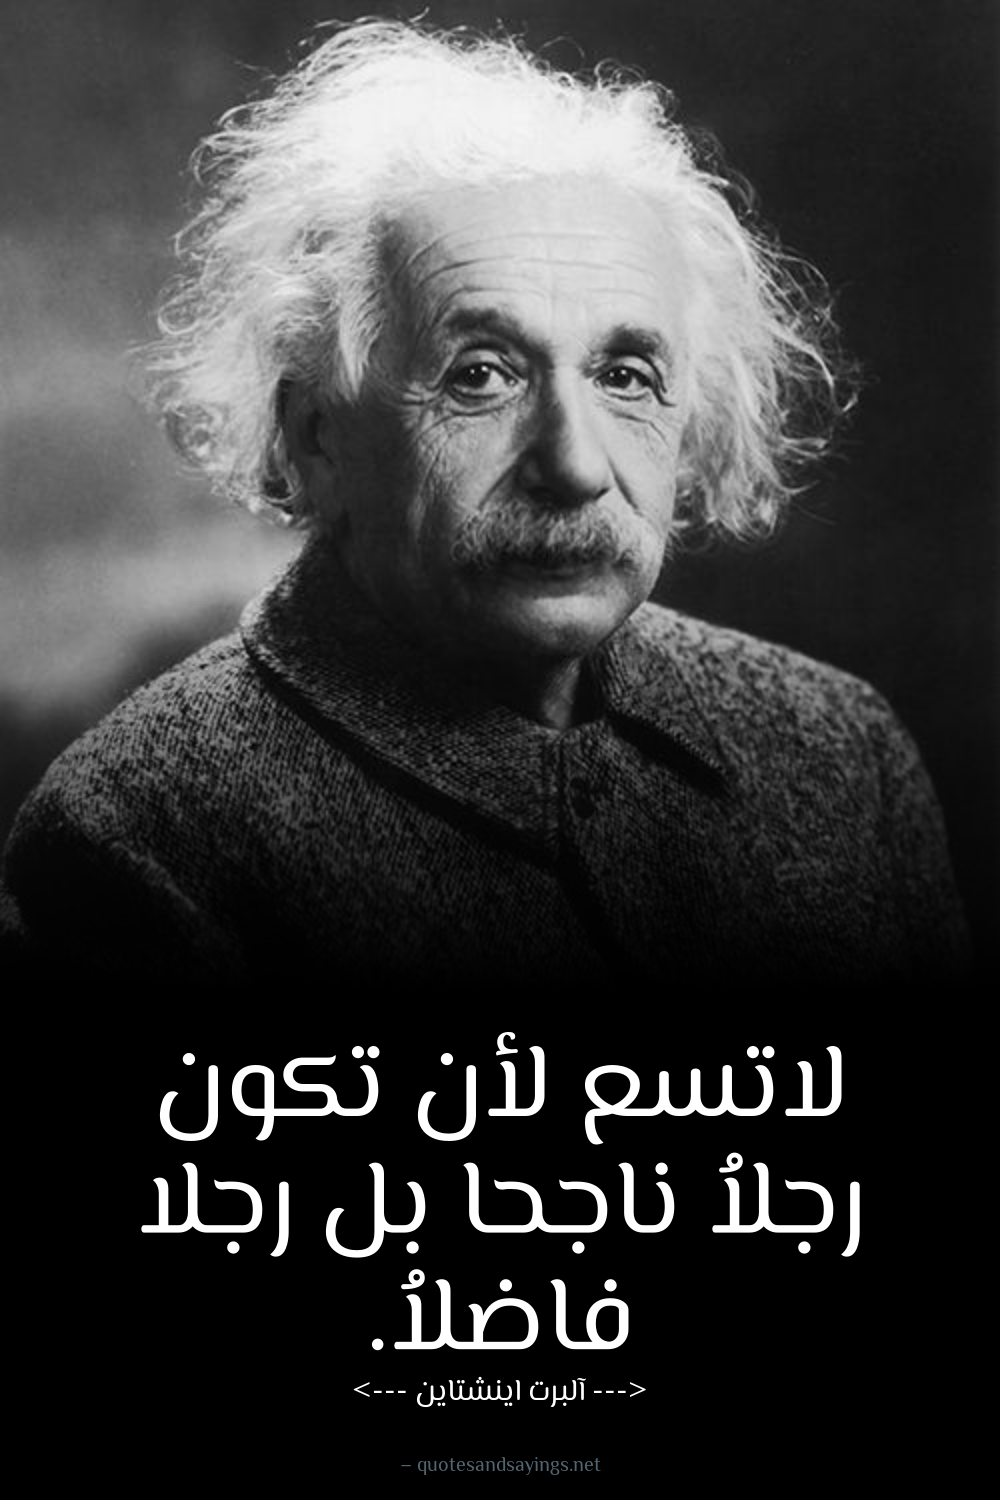 لاتسع لأن تكون
رجلاُ ناجحا بل رجلا
فاضلاُ.
<--- آلبرت اينشتاين --->
– quotesandsayings.net